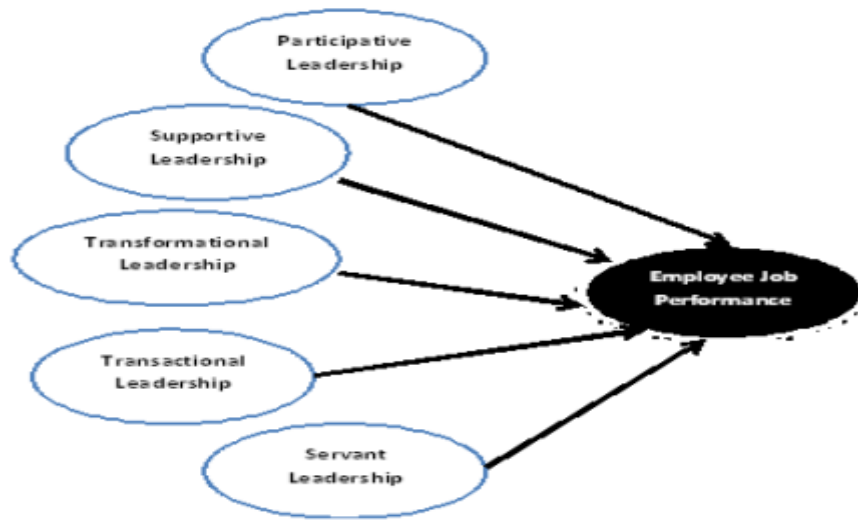 Participative
Leadership
Supportive
Leadership
Transformational
Leadership
Employee Job
Performance
Transactional
Leadership
Servant
Leadership